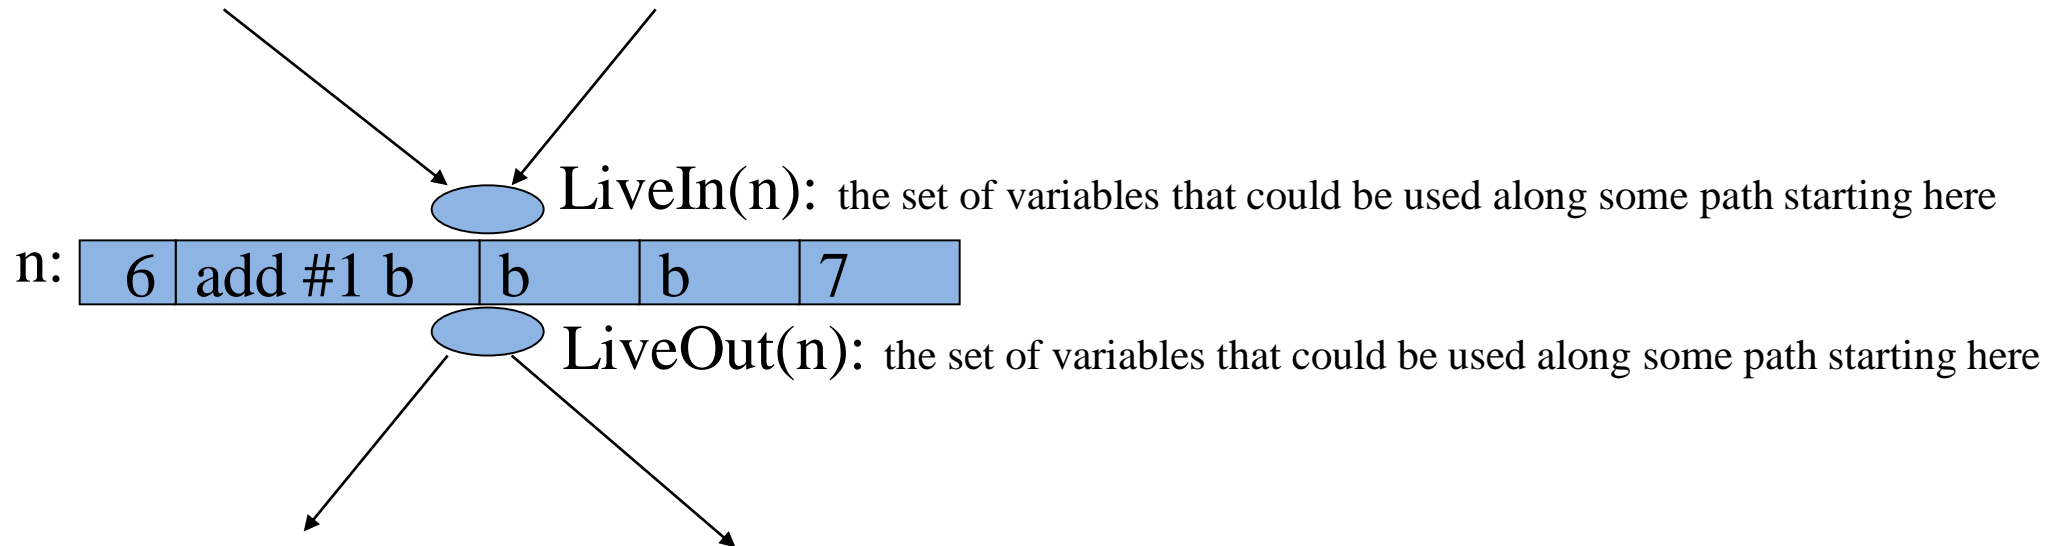 LiveIn(n): the set of variables that could be used along some path starting here
n: 6 add #1 b b b 7
LiveOut(n): the set of variables that could be used along some path starting here